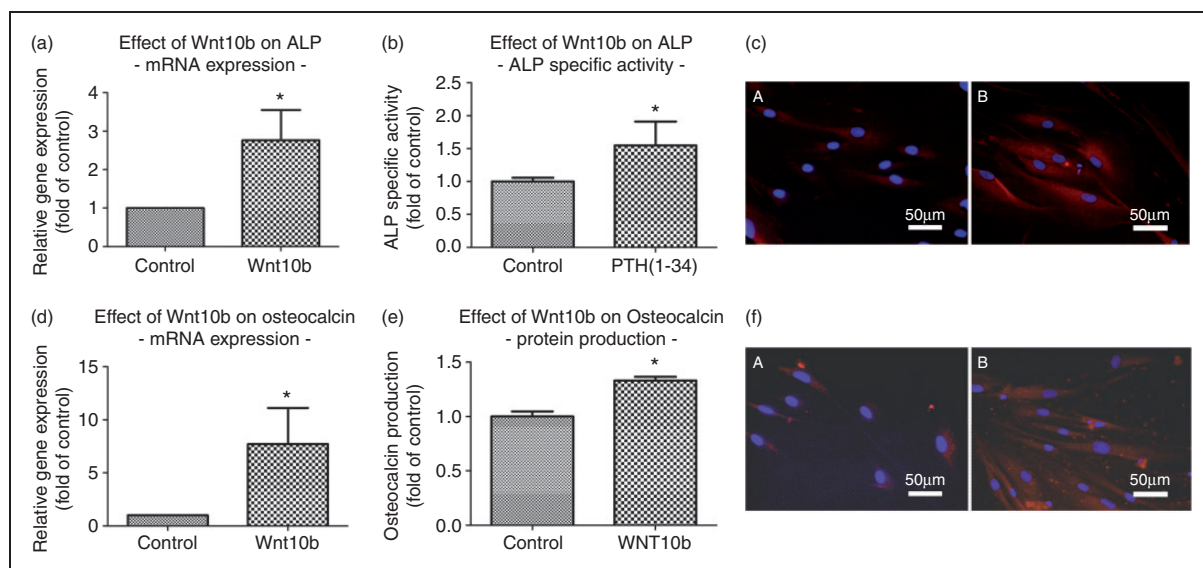 (a)
Effect of Wnt10b on ALP
- mRNA expression -
Relative gene expression
(fold of control)
4
3
2
1
0
*
Control
Wnt10b
(b)
Effect of Wnt10b on ALP
- ALP specific activity -
ALP specific activity
(fold of control)
2.5
2.0
1.5
1.0
0.5
0.0
*
Control
PTH(1-34)
(c)
A
50μm
B
50μm
(d)
Effect of Wnt10b on osteocalcin
- mRNA expression -
Relative gene expression
(fold of control)
15
10
5
0
*
Control
Wnt10b
(e)
Effect of Wnt10b on Osteocalcin
- protein production -
Osteocalcin production
(fold of control)
1.5
1.0
1.5
0.0
*
Control
WNT10b
(f)
A
50μm
B
50μm